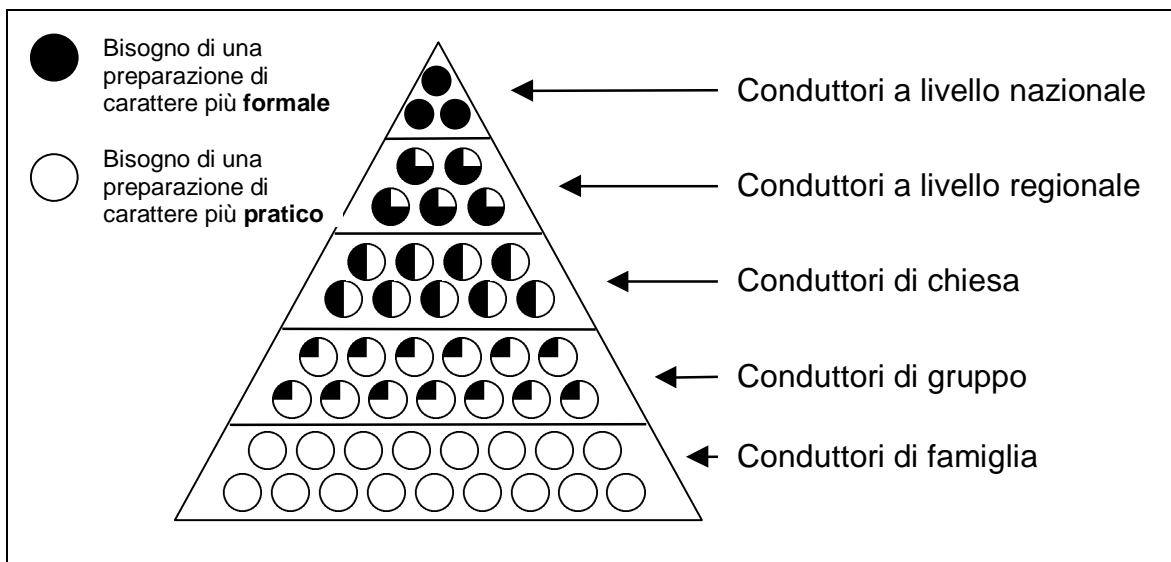 Bisogno di una
preparazione di
carattere più formale
Bisogno di una
preparazione di
carattere più pratico
Conduttori a livello nazionale
Conduttori a livello regionale
Conduttori di chiesa
Conduttori di gruppo
Conduttori di famiglia